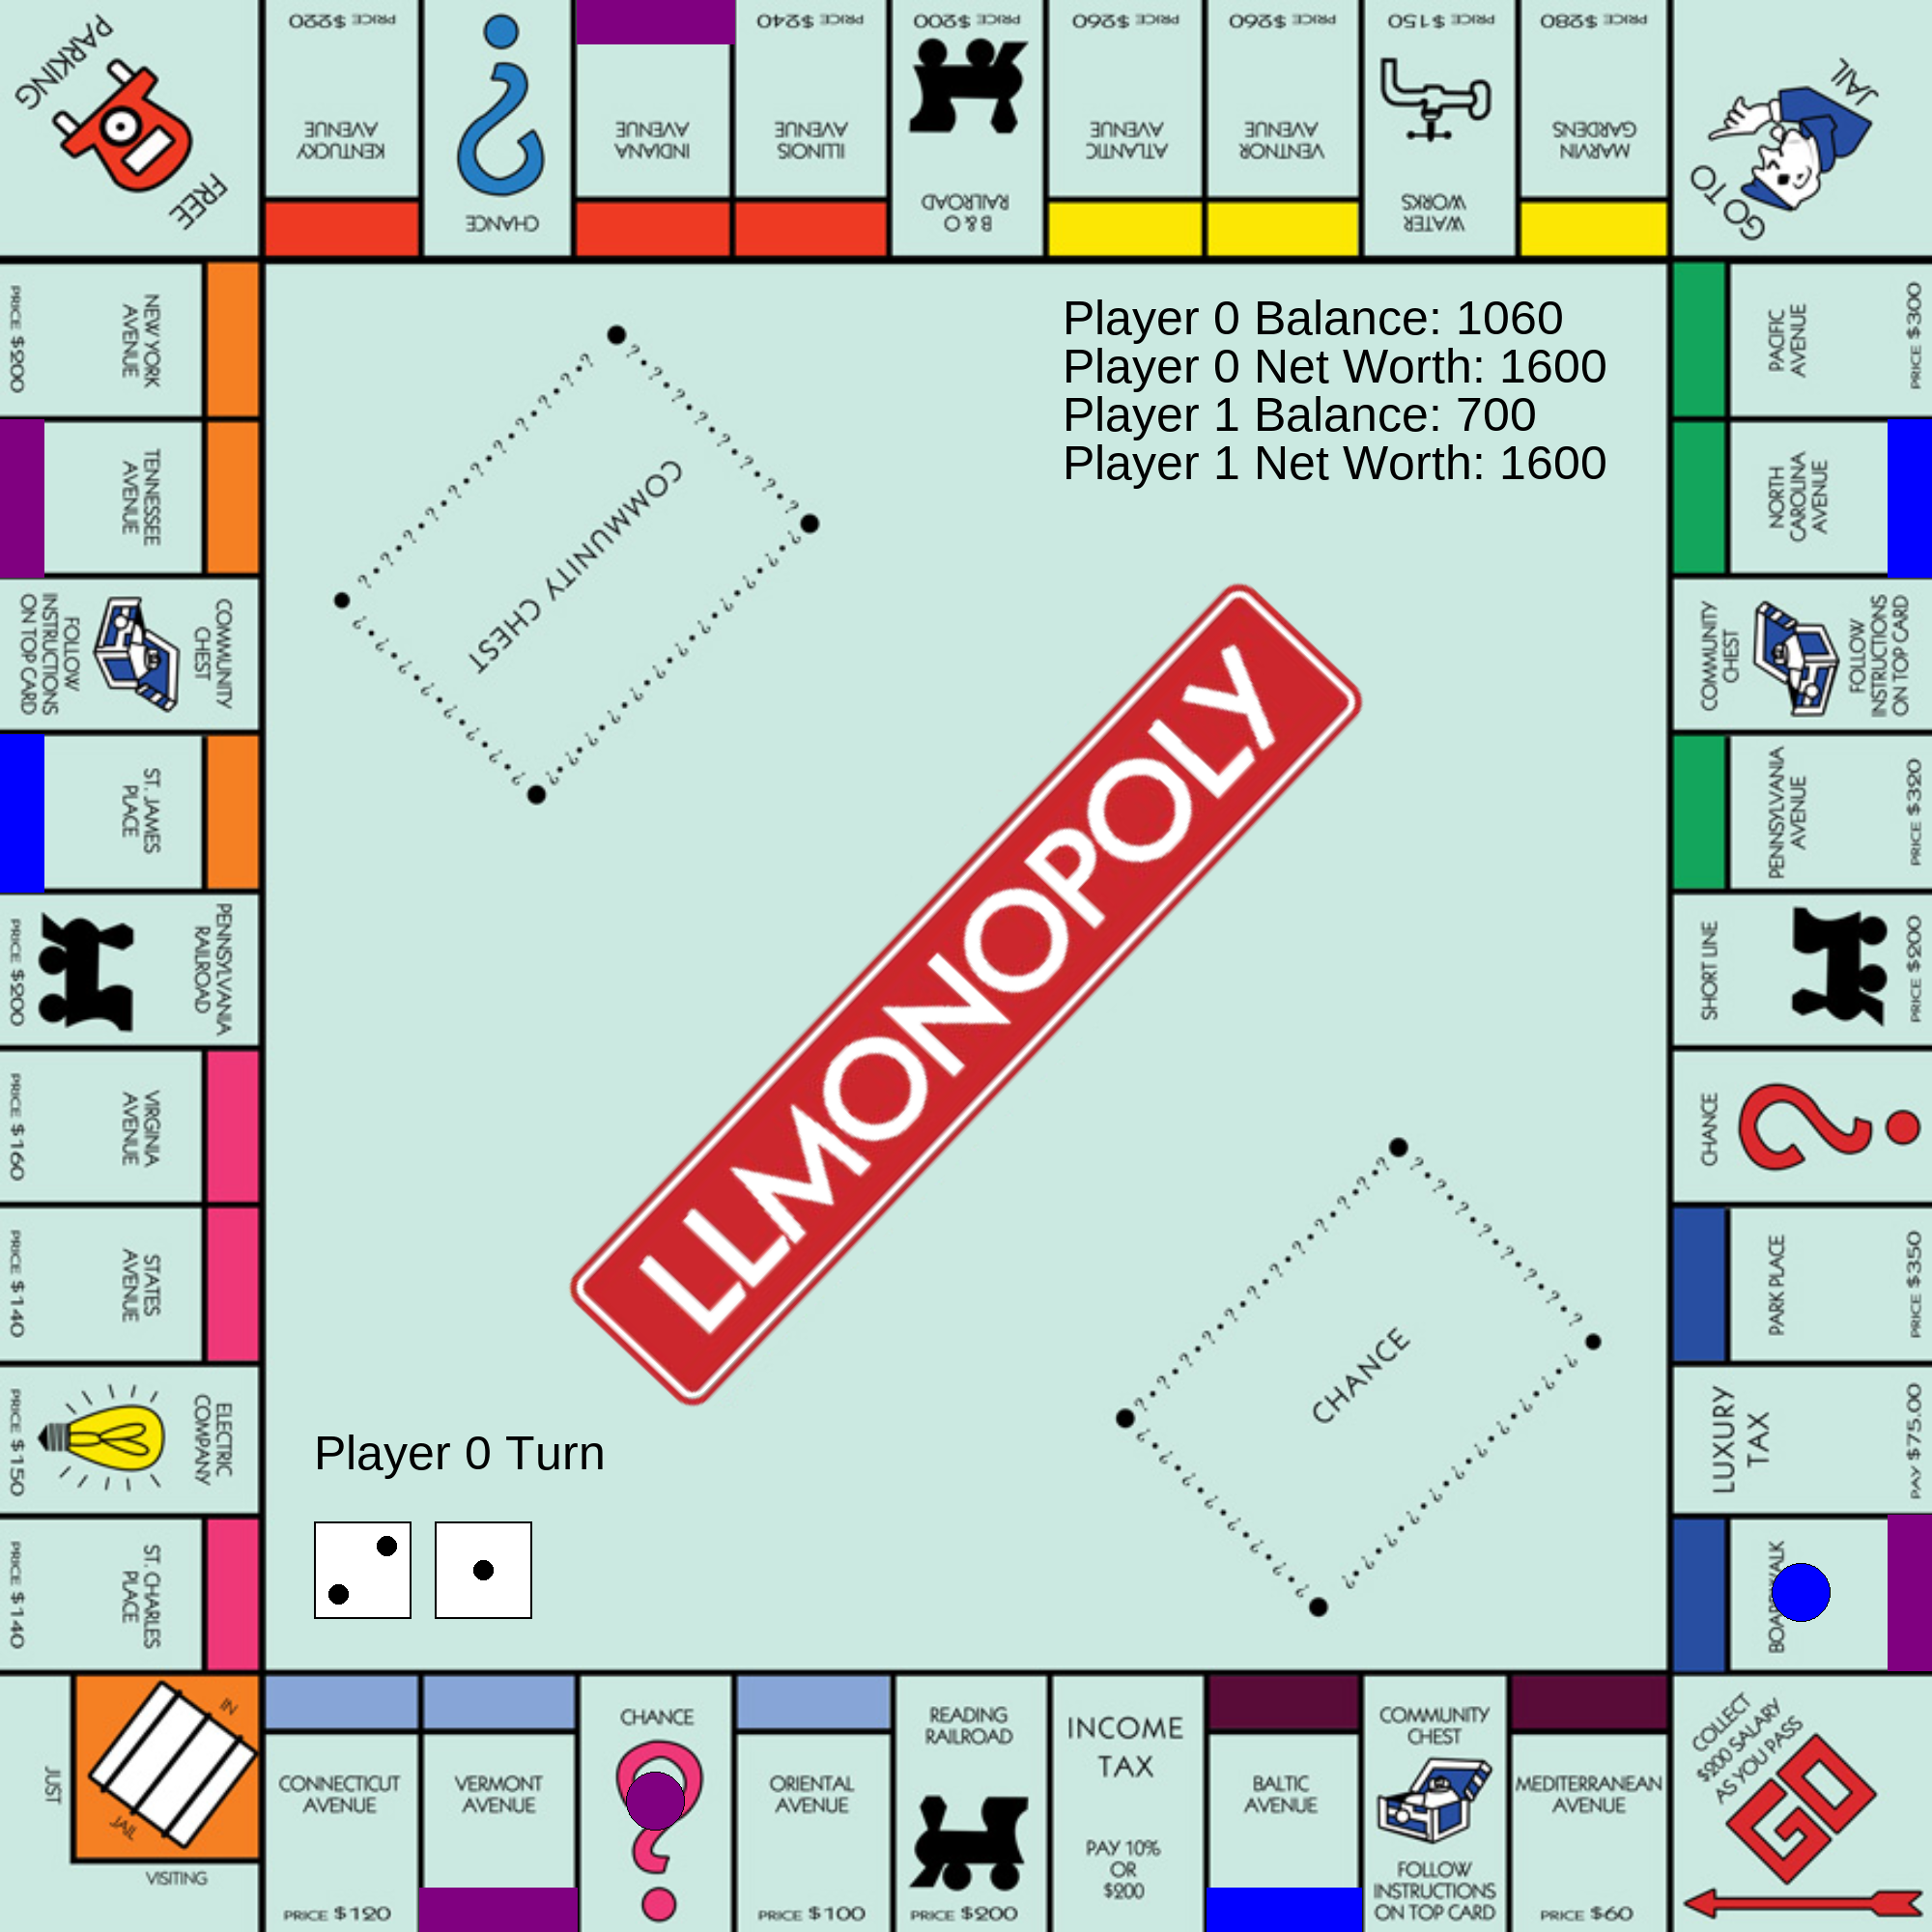 FREE
PARKING
PRICE $220
KENTUCKY
AVENUE
CHANCE
INDIANA
AVENUE
PRICE $240
ILLINOIS
AVENUE
PRICE $200
B & O
RAILROAD
PRICE $260
ATLANTIC
AVENUE
PRICE $260
VENTNOR
AVENUE
PRICE $150
WATER
WORKS
PRICE $280
MARVIN
GARDENS
GO TO
JAIL
NEW YORK
AVENUE
PRICE $200
TENNESSEE
AVENUE
COMMUNITY
CHEST
FOLLOW
INSTRUCTIONS
ON TOP CARD
ST. JAMES
PLACE
PENNSYLVANIA
RAILROAD
PRICE $200
VIRGINIA
AVENUE
PRICE $160
STATES
AVENUE
PRICE $140
ELECTRIC
COMPANY
PRICE $150
ST. CHARLES
PLACE
PRICE $140
Player 0 Balance: 1060
Player 0 Net Worth: 1600
Player 1 Balance: 700
Player 1 Net Worth: 1600
COMMUNITY CHEST
LLMONOPOLY
CHANCE
Player 0 Turn
PACIFIC
AVENUE
PRICE $300
NORTH
CAROLINA
AVENUE
COMMUNITY
CHEST
FOLLOW
INSTRUCTIONS
ON TOP CARD
PENNSYLVANIA
AVENUE
PRICE $320
SHORT LINE
PRICE $200
CHANCE
PARK PLACE
PRICE $350
LUXURY
TAX
PAY $75.00
IN
JAIL
JUST
VISITING
CONNECTICUT
AVENUE
PRICE $120
VERMONT
AVENUE
CHANCE
ORIENTAL
AVENUE
PRICE $100
READING
RAILROAD
PRICE $200
INCOME
TAX
PAY 10%
OR
$200
BALTIC
AVENUE
COMMUNITY
CHEST
FOLLOW
INSTRUCTIONS
ON TOP CARD
MEDITERRANEAN
AVENUE
PRICE $60
COLLECT
$200 SALARY
AS YOU PASS
GO